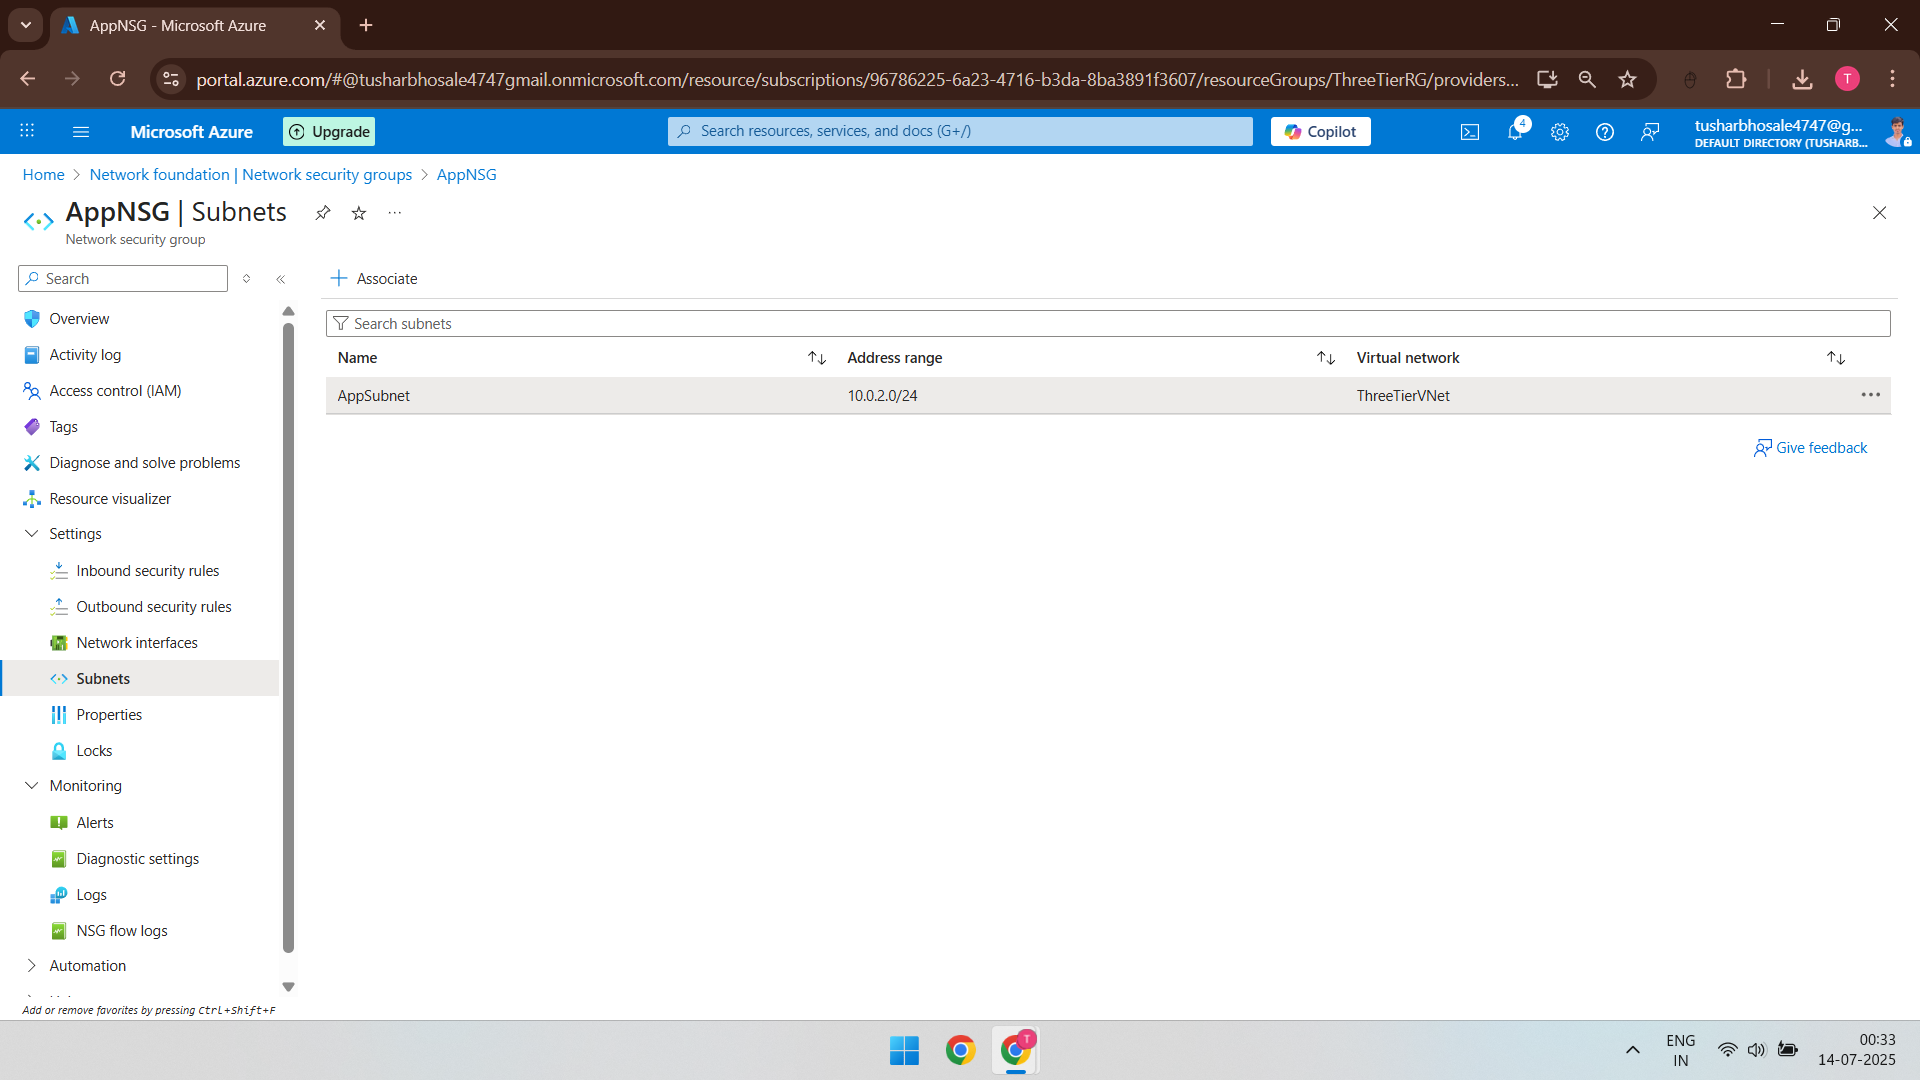 AppNSG - Microsoft Azure
portal.azure.com/#@tusharbhosale4747gmail.onmicrosoft.com/resource/subscriptions/96786225-6a23-4716-b3da-8ba3891f3607/resourceGroups/ThreeTierRG/providers...
T
Microsoft Azure
Upgrade
Search resources, services, and docs (G+/)
Copilot
4
tusharbhosale4747@g...
DEFAULT DIRECTORY (TUSHARB...
Home > Network foundation | Network security groups > AppNSG
AppNSG | Subnets
Network security group
Search
Associate
Search subnets
Name
Address range
Virtual network
AppSubnet
10.0.2.0/24
ThreeTierVNet
Give feedback
Overview
Activity log
Access control (IAM)
Tags
Diagnose and solve problems
Resource visualizer
Settings
Inbound security rules
Outbound security rules
Network interfaces
Subnets
Properties
Locks
Monitoring
Alerts
Diagnostic settings
Logs
NSG flow logs
Automation
Add or remove favorites by pressing Ctrl+Shift+F
T
ENG
IN
00:33
14-07-2025